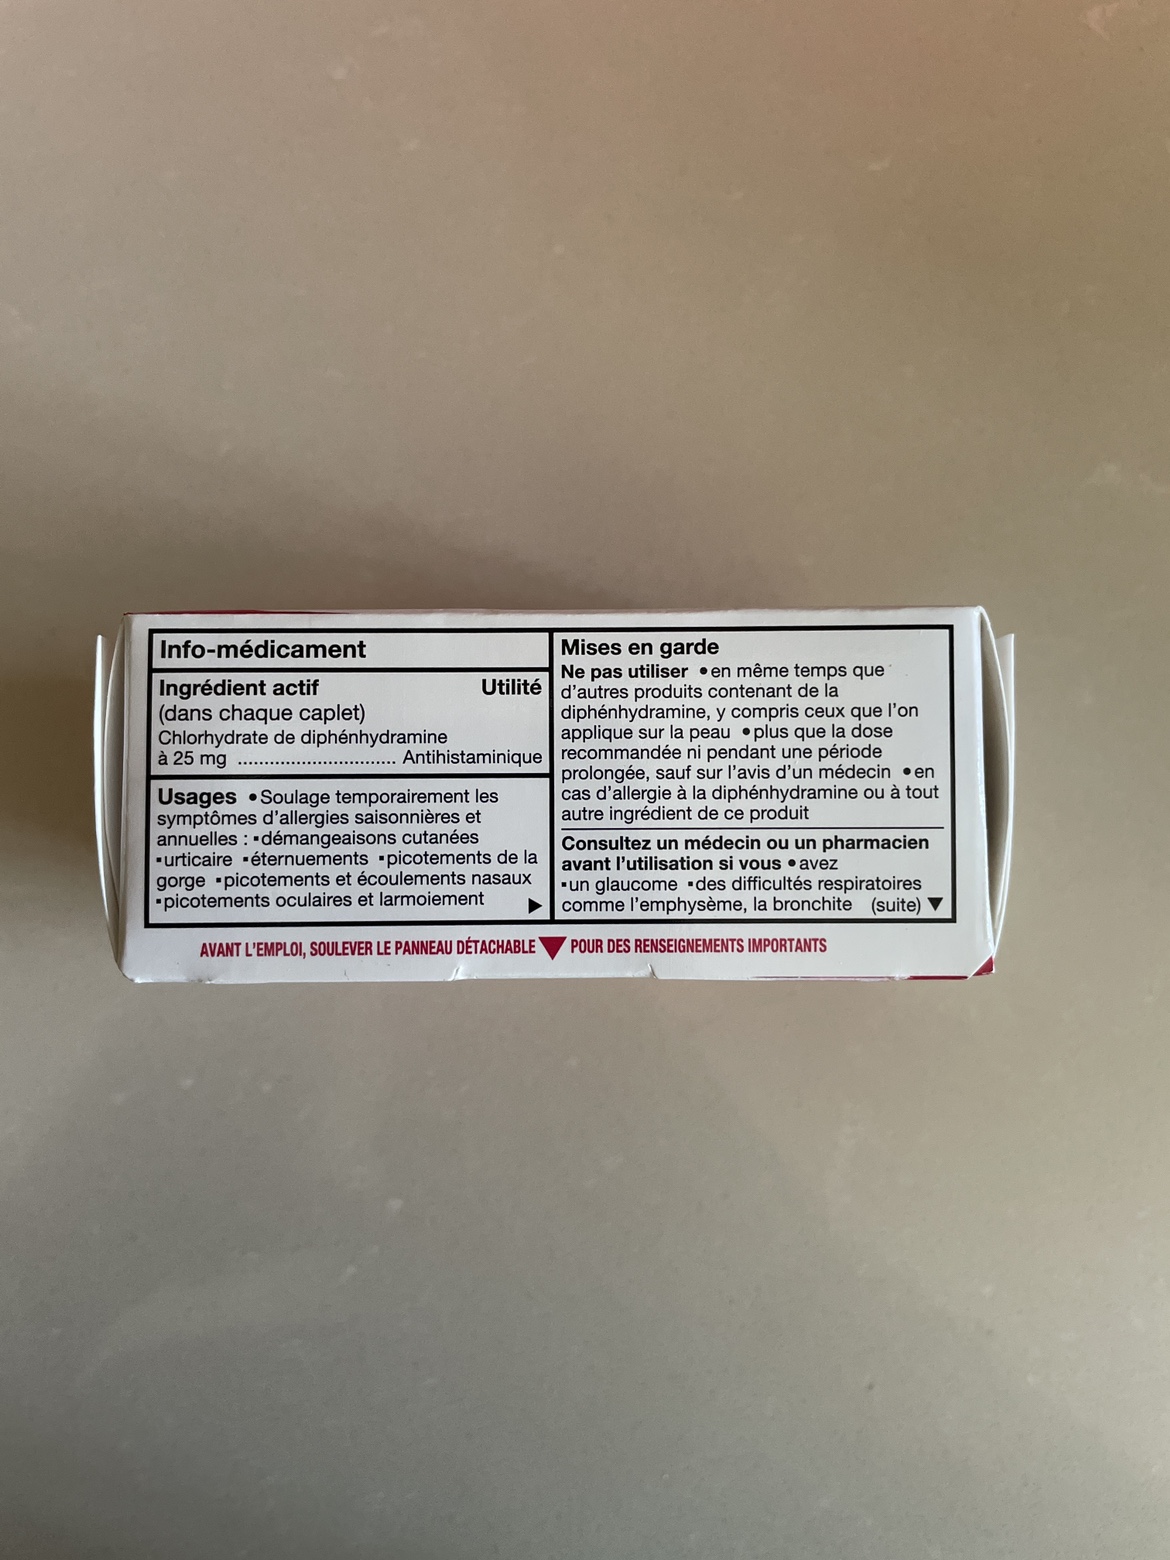 Info-médicament
Ingrédient actif Utilité
(dans chaque caplet)
Chlorhydrate de diphénhydramine
à 25 mg .............................. Antihistaminique
Usages •Soulage temporairement les
symptômes d’allergies saisonnières et
annuelles : ▪démangeaisons cutanées
▪urticaire ▪éternuements ▪picotements de la
gorge ▪picotements et écoulements nasaux
▪picotements oculaires et larmoiement ▶
Mises en garde
Ne pas utiliser •en même temps que
d’autres produits contenant de la
diphénhydramine, y compris ceux que l’on
applique sur la peau •plus que la dose
recommandée ni pendant une période
prolongée, sauf sur l’avis d’un médecin •en
cas d’allergie à la diphénhydramine ou à tout
autre ingrédient de ce produit
Consultez un médecin ou un pharmacien
avant l’utilisation si vous •avez
▪un glaucome ▪des difficultés respiratoires
comme l’emphysème, la bronchite (suite) ▼
AVANT L’EMPLOI, SOULEVER LE PANNEAU DÉTACHABLE ▼ POUR DES RENSEIGNEMENTS IMPORTANTS